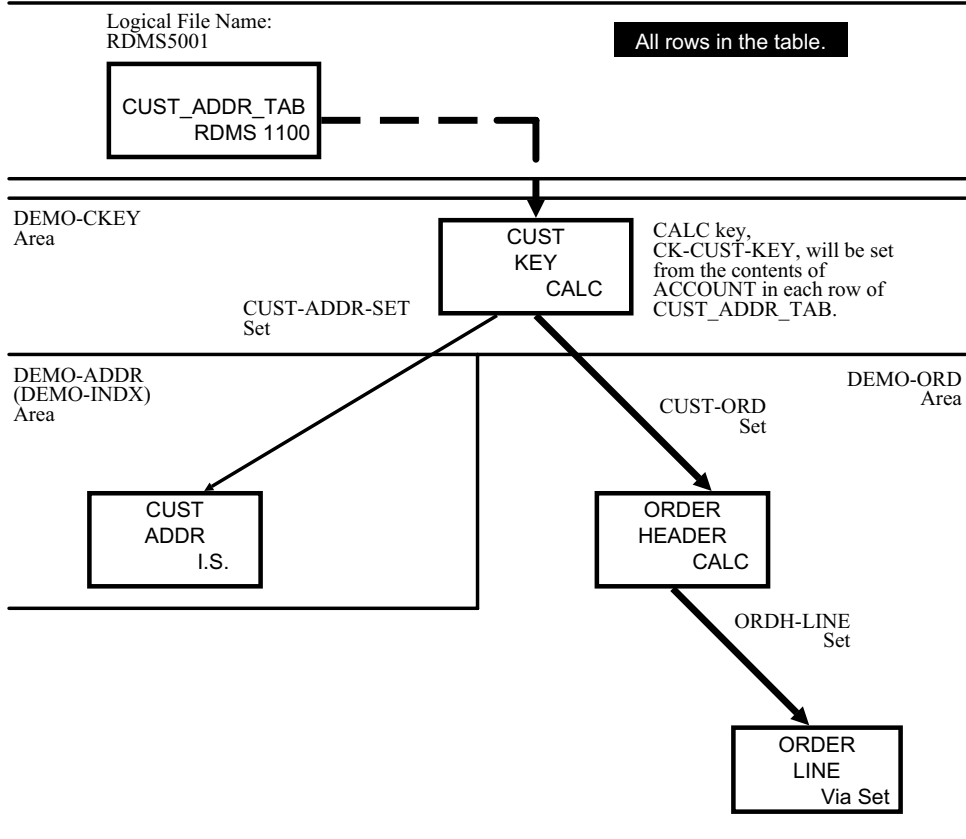 Logical File Name:
RDMS5001
All rows in the table.
CUST_ADDR_TAB
RDMS 1100
DEMO-CKEY
Area
CUST
KEY
CALC
CALC key,
CK-CUST-KEY, will be set
from the contents of
ACCOUNT in each row of
CUST_ADDR_TAB.
CUST-ADDR-SET
Set
DEMO-ADDR
(DEMO-INDX)
Area
DEMO-ORD
Area
CUST-ORD
Set
CUST
ADDR
I.S.
ORDER
HEADER
CALC
ORDH-LINE
Set
ORDER
LINE
Via Set